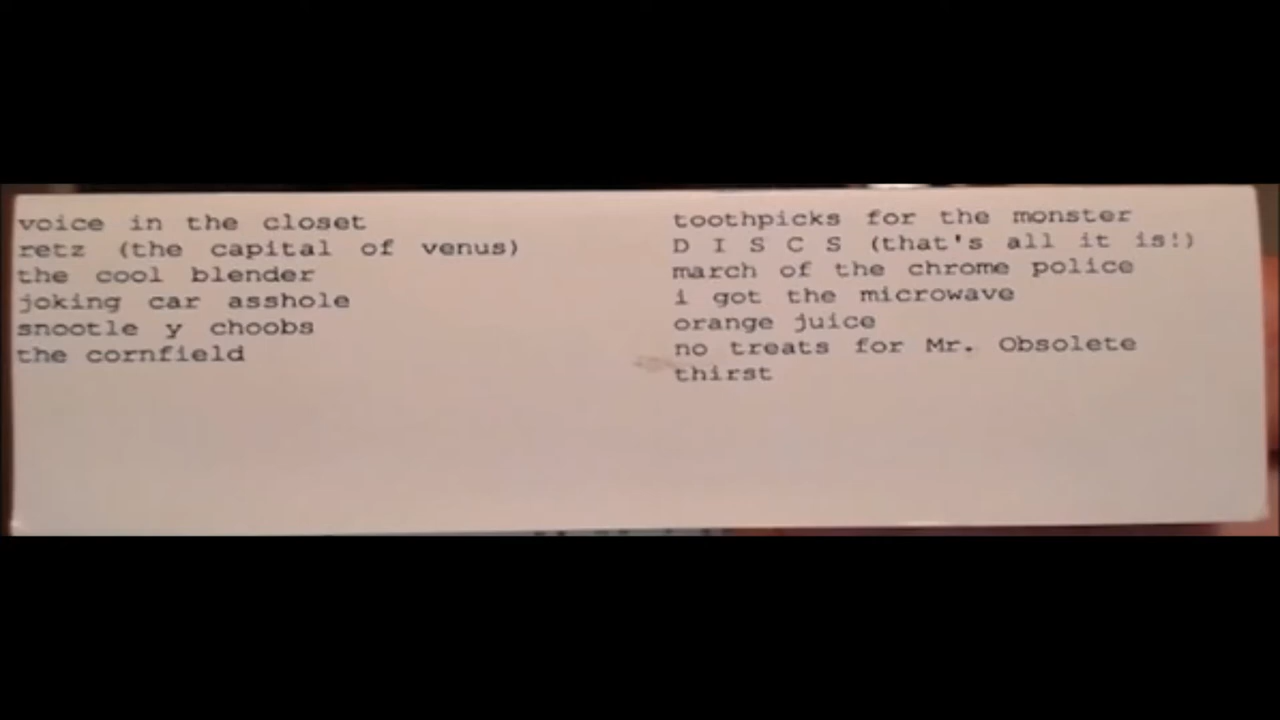 voice in the closet
retz (the capital of venus)
the cool blender
joking car asshole
snootle y choobs
the cornfield
toothpicks for the monster
D I S C S (that's all it is!)
march of the chrome police
i got the microwave
orange juice
no treats for Mr. Obsolete
thirst